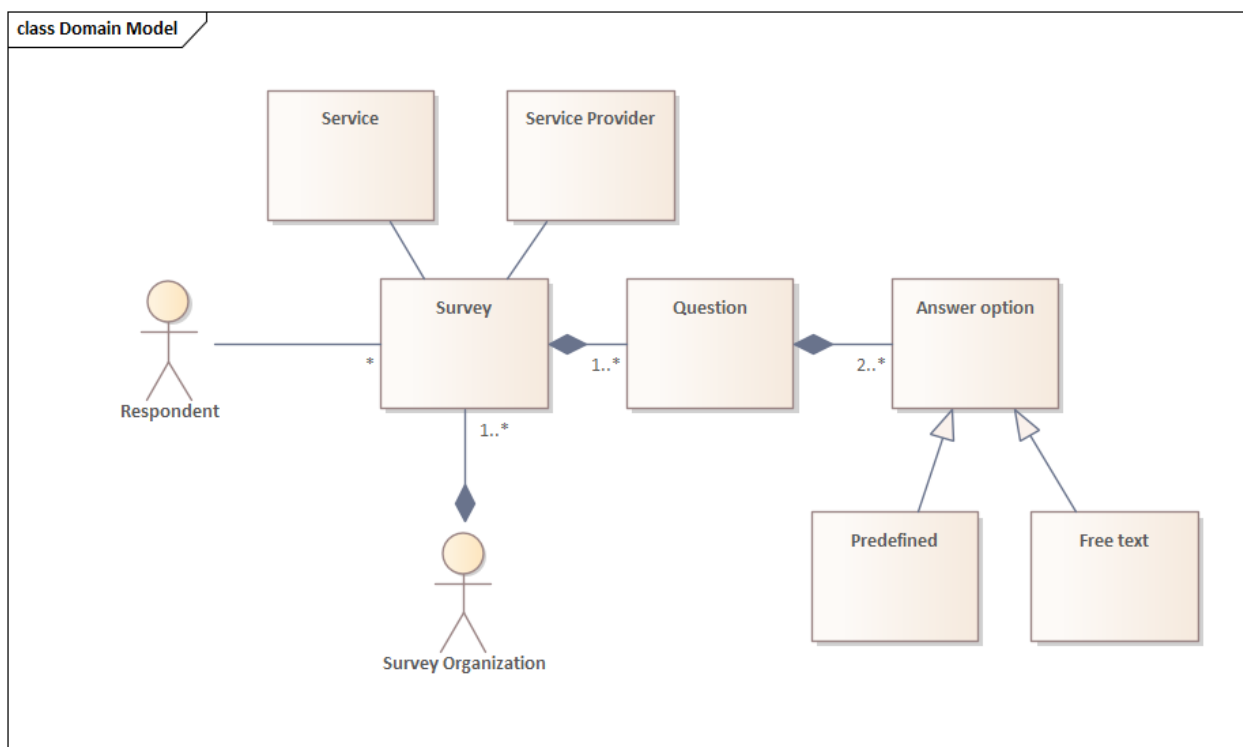 class Domain Model
Service
Service Provider
Survey
Question
Answer option
*
1..*
2..*
Respondent
1..*
Predefined
Free text
Survey Organization